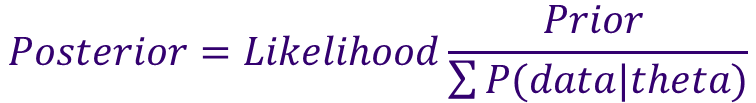 Posterior = Likelihood Prior / ∑ P(data|theta)